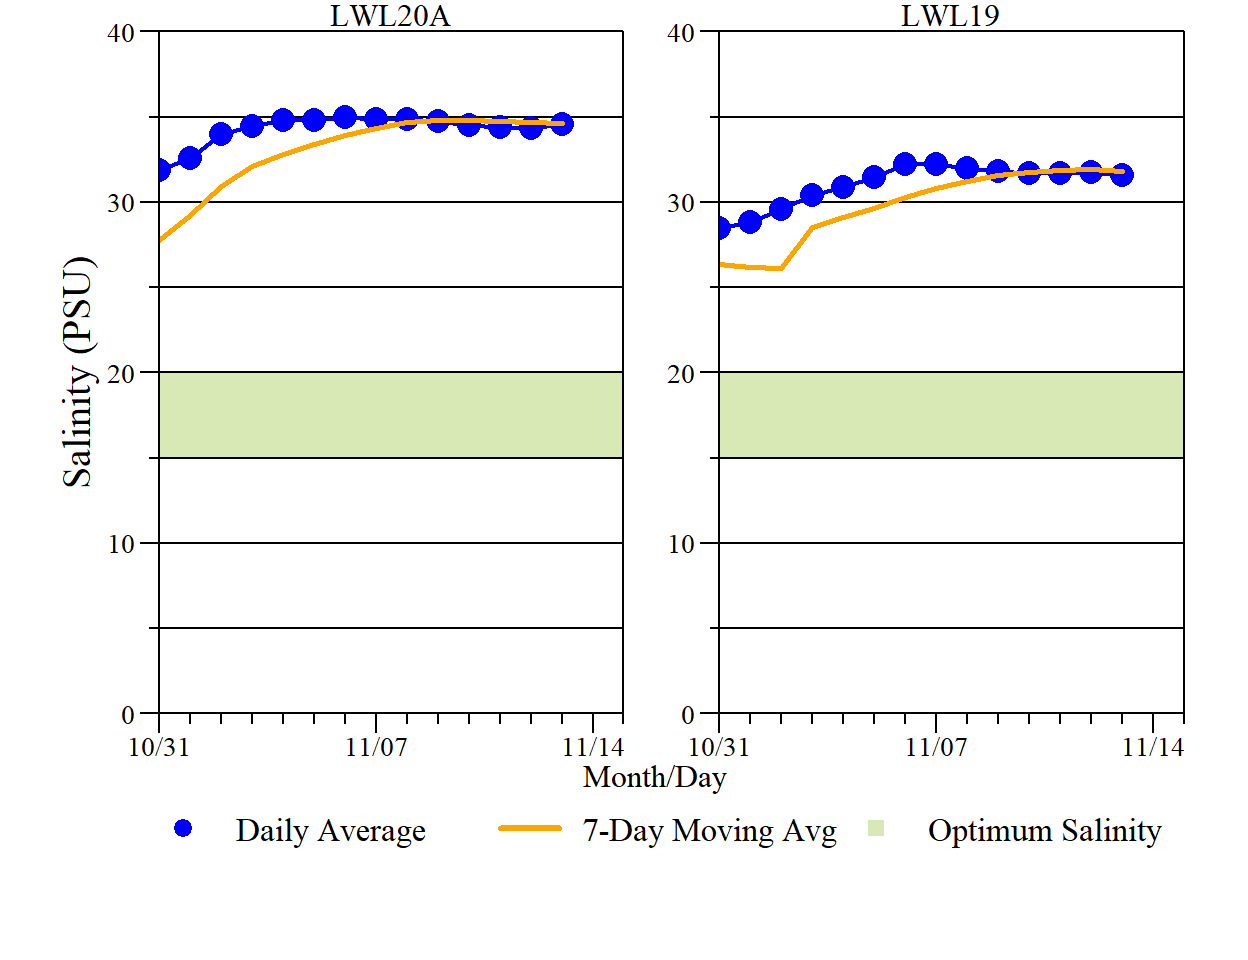 LWL20A
LWL19
40
30
20
10
0
40
30
20
10
0
Salinity (PSU)
10/31
11/07
11/14
10/31
11/07
11/14
Month/Day
Daily Average
7-Day Moving Avg
Optimum Salinity